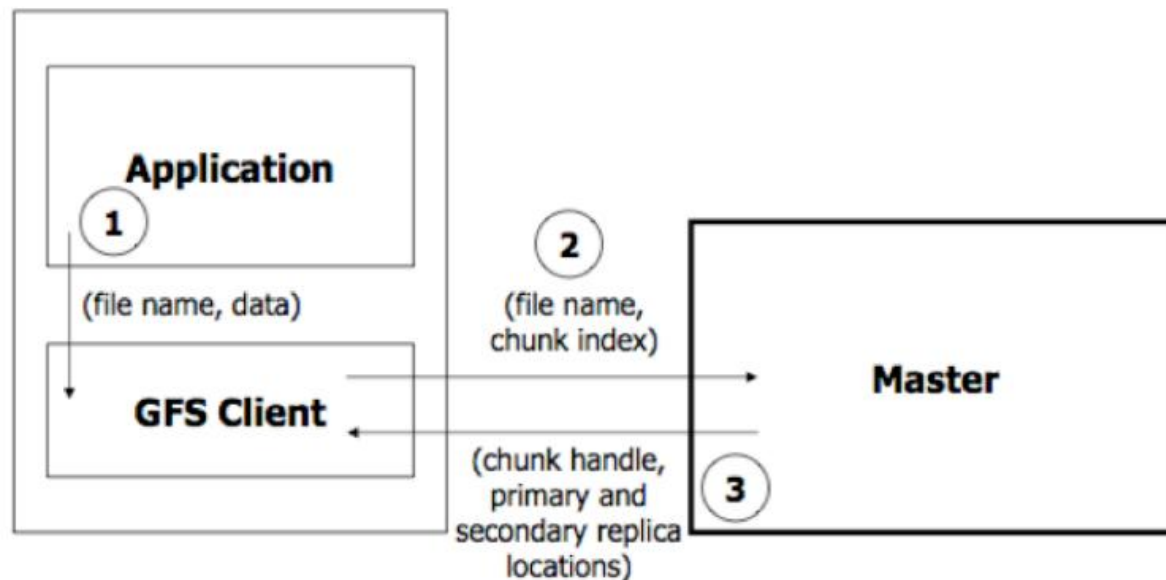 Application
1
(file name, data)
GFS Client
2
(file name,
chunk index)
Master
(chunk handle,
primary and
secondary replica
locations)
3